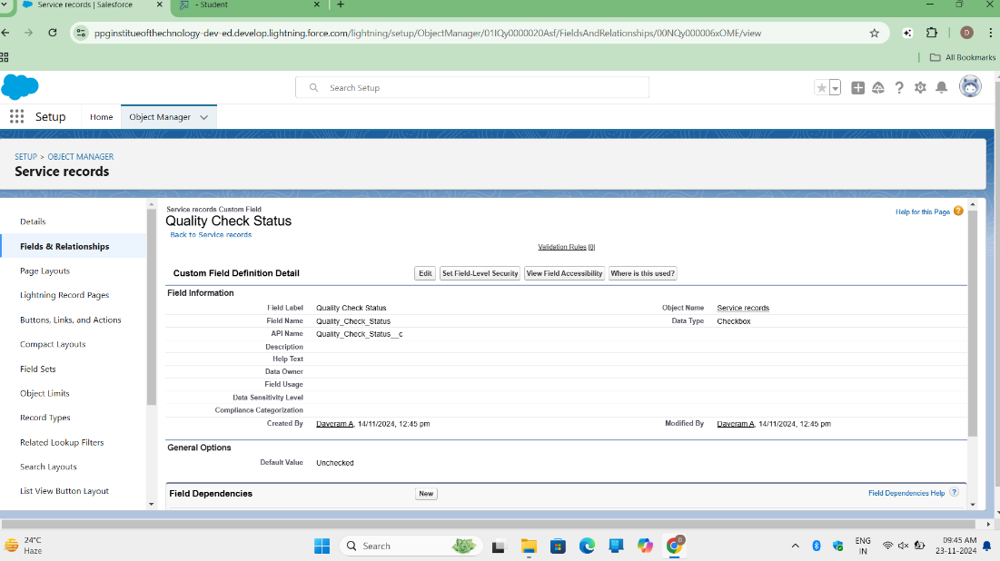 Service records | Salesforce
- Student
ppginstitueofthechnology-dev-ed.develop.lightning.force.com/lightning/setup/ObjectManager/01IQy0000020Asf/FieldsAndRelationships/00NQy000006xOME/view
D
All Bookmarks
Search Setup
Setup
Home
Object Manager
SETUP > OBJECT MANAGER
Service records
Details
Fields & Relationships
Page Layouts
Lightning Record Pages
Buttons, Links, and Actions
Compact Layouts
Field Sets
Object Limits
Record Types
Related Lookup Filters
Search Layouts
List View Button Layout
Service records Custom Field
Quality Check Status
Back to Service records
Help for this Page ?
Validation Rules [0]
Custom Field Definition Detail
Edit Set Field-Level Security View Field Accessibility Where is this used?
Field Information
Field Label Quality Check Status Object Name Service records
Field Name Quality_Check_Status Data Type Checkbox
API Name Quality_Check_Status__c
Description
Help Text
Data Owner
Field Usage
Data Sensitivity Level
Compliance Categorization
Created By Daveram A, 14/11/2024, 12:45 pm Modified By Daveram A, 14/11/2024, 12:45 pm
General Options
Default Value Unchecked
Field Dependencies New Field Dependencies Help ?
24°C
Haze
Search
D
ENG
IN
09:45 AM
23-11-2024